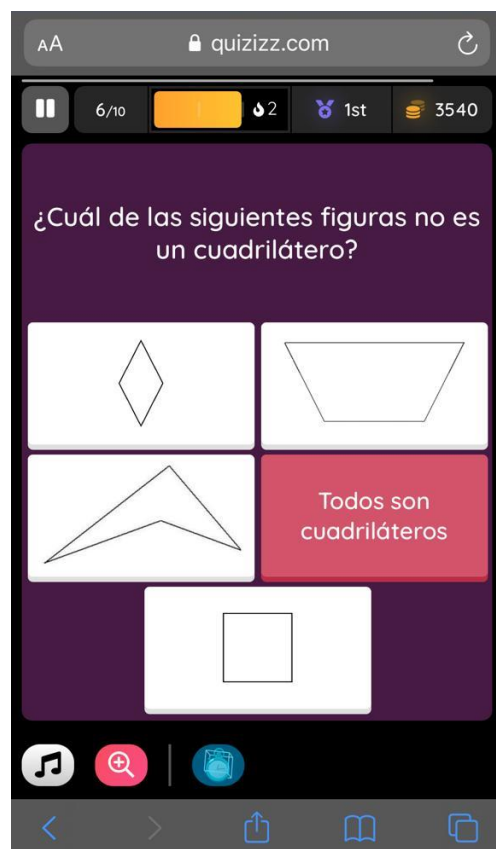 AA quizizz.com
6/10 2 1st 3540
¿Cuál de las siguientes figuras no es
un cuadrilátero?
Todos son
cuadriláteros